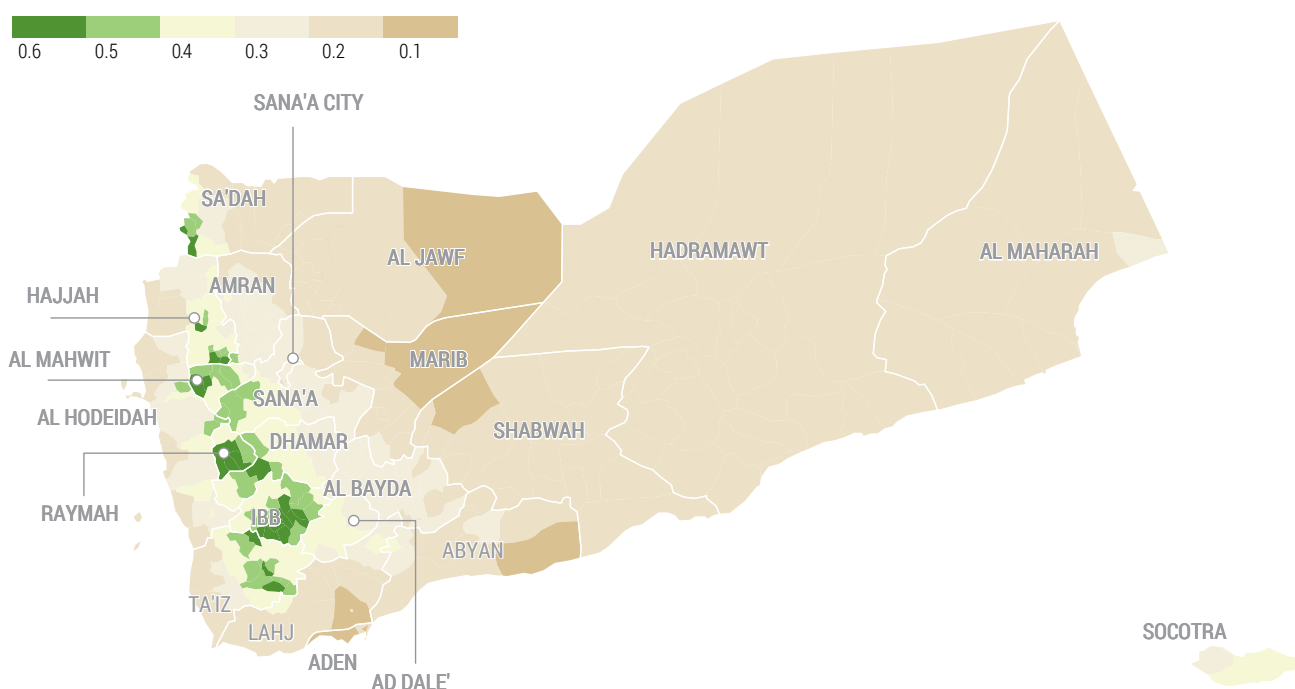 0.6 0.5 0.4 0.3 0.2 0.1
SANA'A CITY
SA'DAH
AL JAWF
HADRAMAWT
AL MAHARAH
AMRAN
HAJJAH
AL MAHWIT
MARIB
SANA'A
AL HODEIDAH
DHAMAR
SHABWAH
AL BAYDA
RAYMAH
IBB
ABYAN
TA'IZ
LAHJ
SOCOTRA
ADEN
AD DALE'